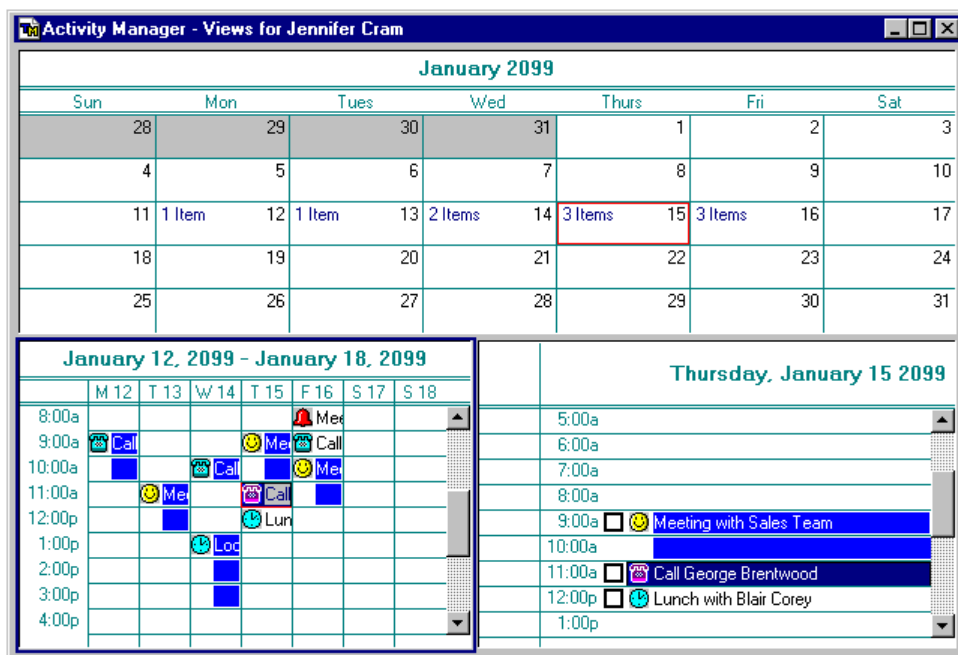 Activity Manager - Views for Jennifer Cram
January 2099
Sun Mon Tues Wed Thurs Fri Sat
28 29 30 31 1 2 3
4 5 6 7 8 9 10
11 1 Item 12 1 Item 13 2 Items 14 3 Items 15 3 Items 16 17
18 19 20 21 22 23 24
25 26 27 28 29 30 31
January 12, 2099 - January 18, 2099
M 12 T 13 W 14 T 15 F 16 S 17 S 18
8:00a Mee
9:00a Call Mee Call
10:00a Call Mee
11:00a Mee Call
12:00p Lun
1:00p Loc
2:00p
3:00p
4:00p
Thursday, January 15 2099
5:00a
6:00a
7:00a
8:00a
9:00a Meeting with Sales Team
10:00a
11:00a Call George Brentwood
12:00p Lunch with Blair Corey
1:00p